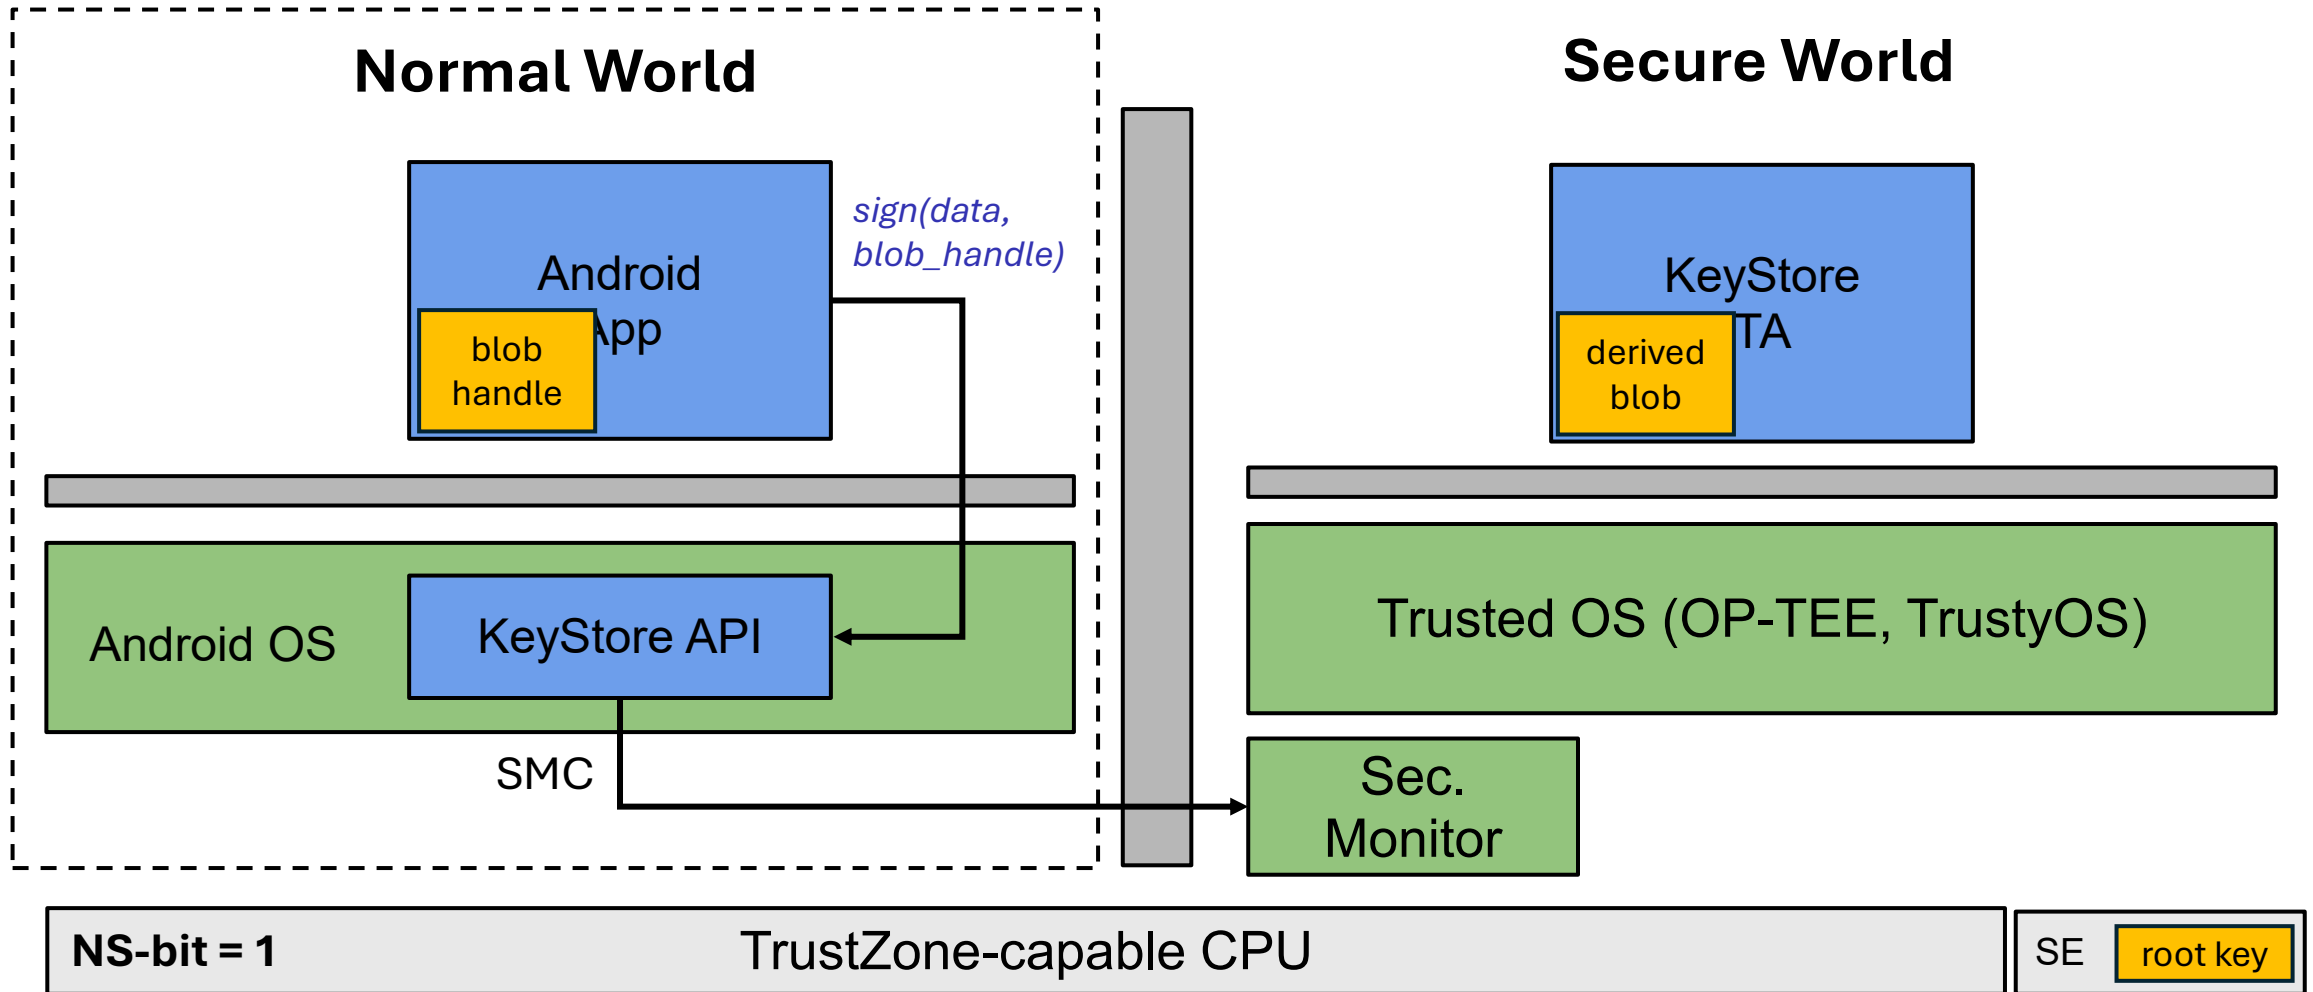 Normal World
Secure World
sign(data,
blob_handle)
Android
App
blob
handle
KeyStore
TA
derived
blob
Android OS
KeyStore API
Trusted OS (OP-TEE, TrustyOS)
SMC
Sec.
Monitor
NS-bit = 1
TrustZone-capable CPU
SE
root key